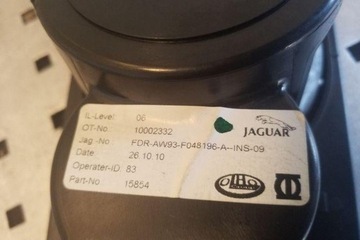 IL-Level 06
OT-No. 10002332
JAGUAR
Jag.-No. FDR-AW93-F048196-A--INS-09
Date 26.10.10
Operater-ID: 83
Part-No. 15854